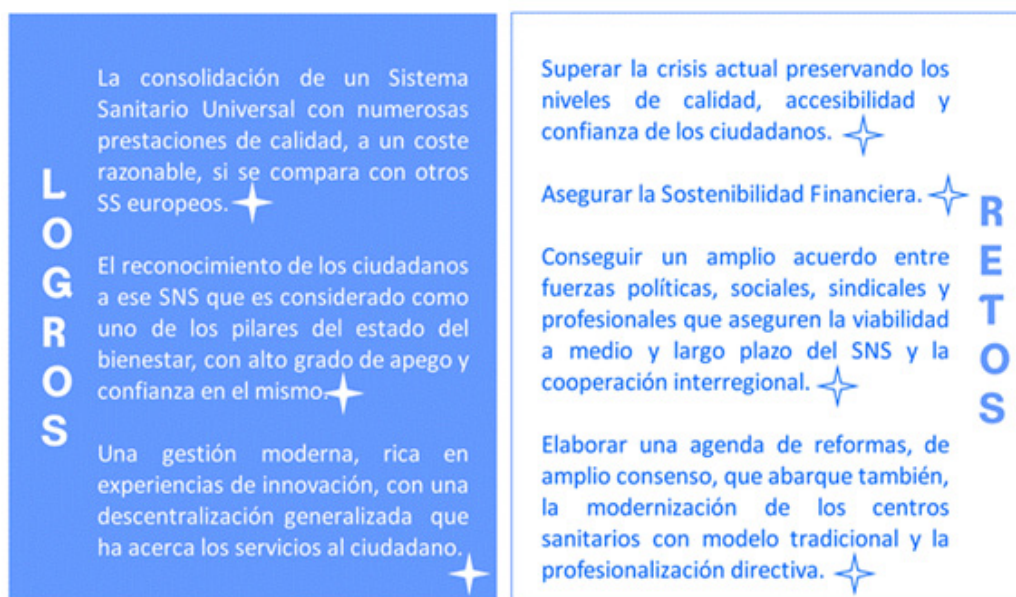 LOGROS
La consolidación de un Sistema
Sanitario Universal con numerosas
prestaciones de calidad, a un coste
razonable, si se compara con otros
SS europeos.
El reconocimiento de los ciudadanos
a ese SNS que es considerado como
uno de los pilares del estado del
bienestar, con alto grado de apego y
confianza en el mismo.
Una gestión moderna, rica en
experiencias de innovación, con una
descentralización generalizada que
ha acerca los servicios al ciudadano.
RETOS
Superar la crisis actual preservando los
niveles de calidad, accesibilidad y
confianza de los ciudadanos.
Asegurar la Sostenibilidad Financiera.
Conseguir un amplio acuerdo entre
fuerzas políticas, sociales, sindicales y
profesionales que aseguren la viabilidad
a medio y largo plazo del SNS y la
cooperación interregional.
Elaborar una agenda de reformas, de
amplio consenso, que abarque también,
la modernización de los centros
sanitarios con modelo tradicional y la
profesionalización directiva.